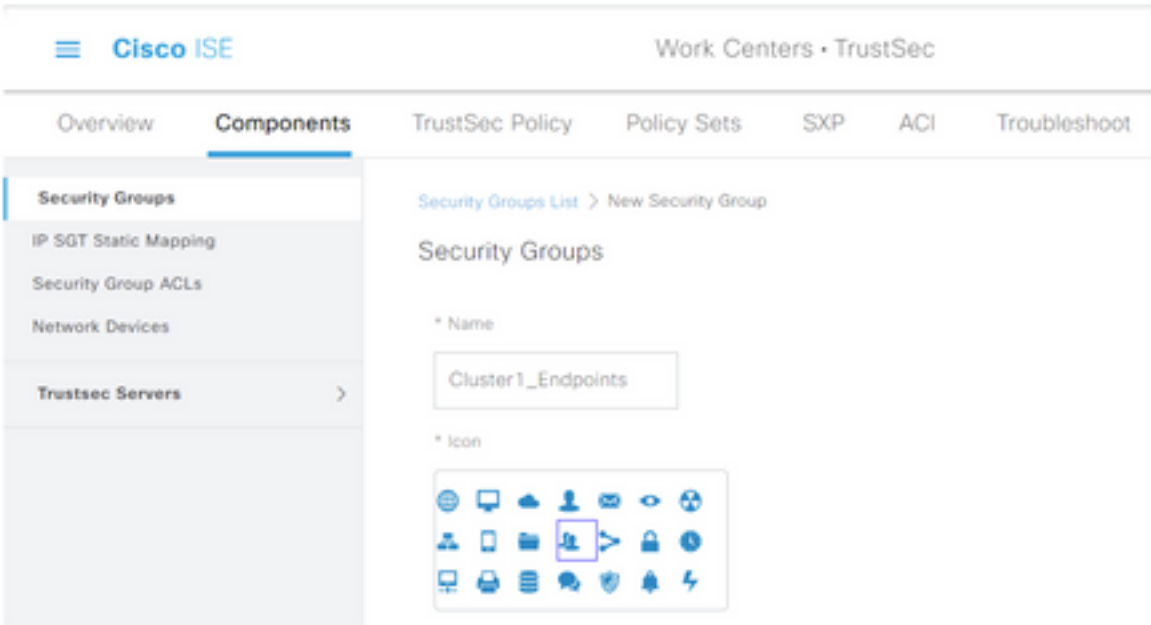 Cisco ISE
Work Centers · TrustSec
Overview
Components
TrustSec Policy
Policy Sets
SXP
ACI
Troubleshoot
Security Groups
IP SGT Static Mapping
Security Group ACLs
Network Devices
Trustsec Servers
Security Groups List > New Security Group
Security Groups
* Name
Cluster1_Endpoints
* Icon